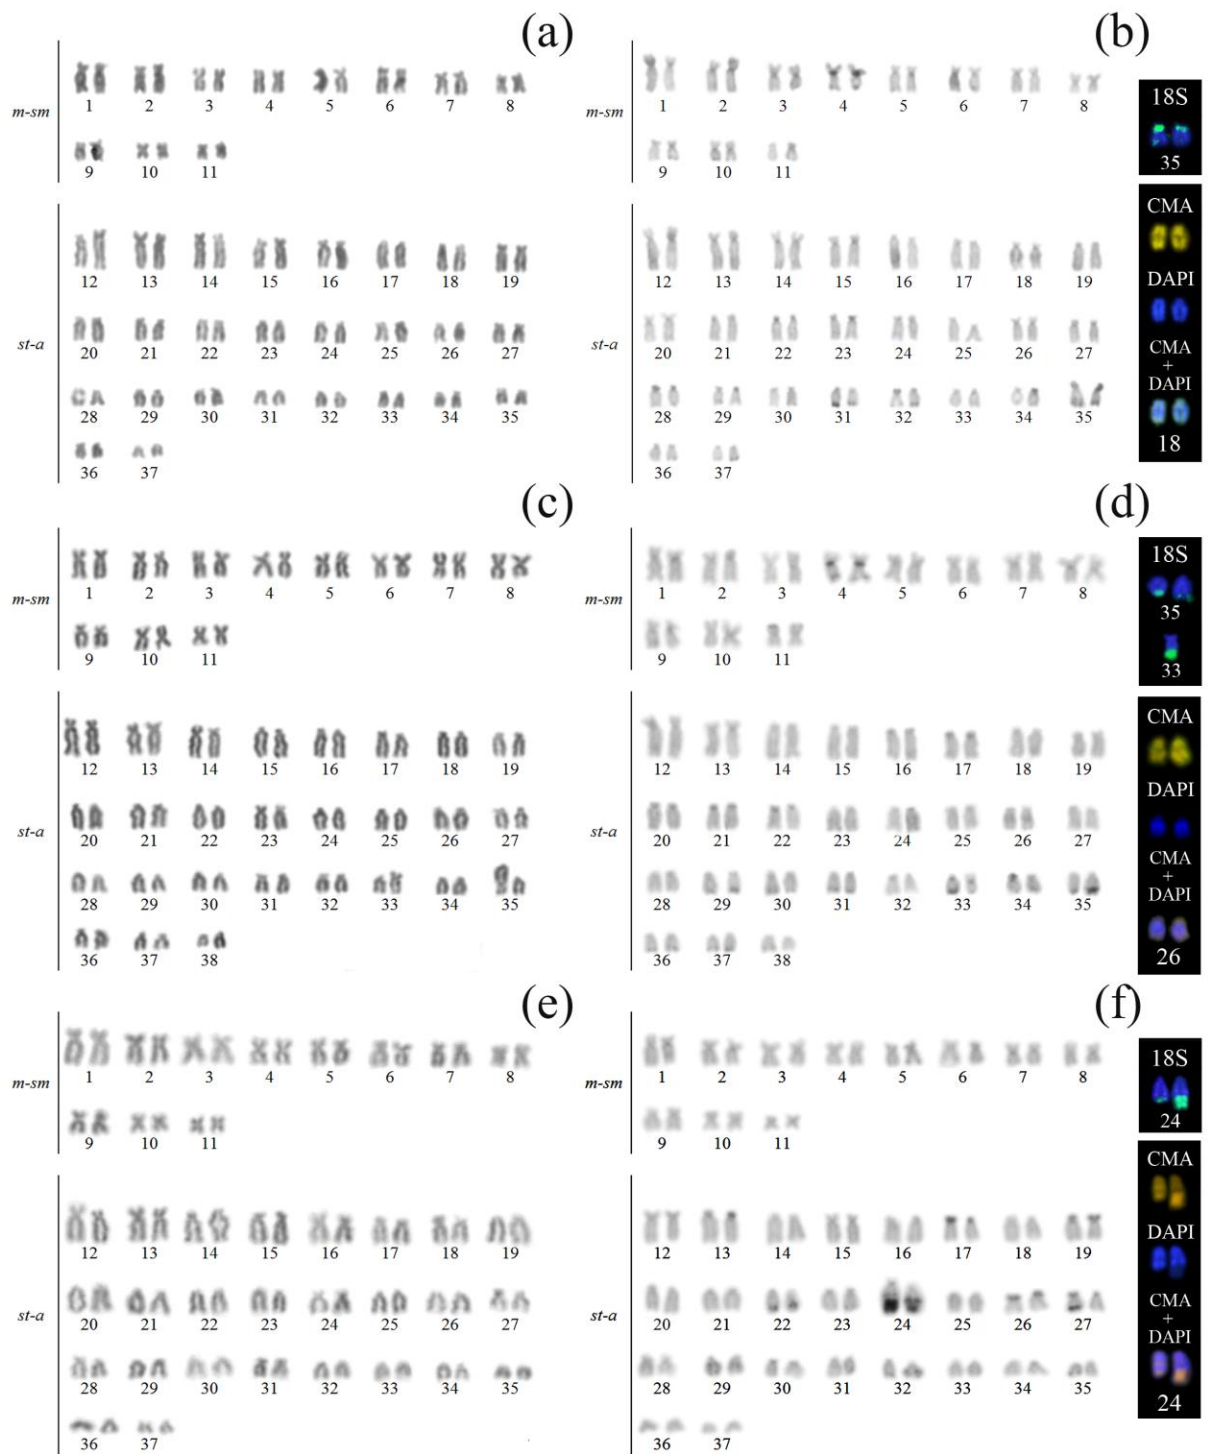 (a)
1 2 3 4 5 6 7 8
m-sm
9 10 11
12 13 14 15 16 17 18 19
20 21 22 23 24 25 26 27
st-a
28 29 30 31 32 33 34 35
36 37
(b)
1 2 3 4 5 6 7 8
m-sm
9 10 11
12 13 14 15 16 17 18 19
20 21 22 23 24 25 26 27
st-a
28 29 30 31 32 33 34 35
36 37
18S
35
CMA
DAPI
CMA
+
DAPI
18
(c)
1 2 3 4 5 6 7 8
m-sm
9 10 11
12 13 14 15 16 17 18 19
st-a
20 21 22 23 24 25 26 27
28 29 30 31 32 33 34 35
36 37 38
(d)
1 2 3 4 5 6 7 8
m-sm
9 10 11
12 13 14 15 16 17 18 19
st-a
20 21 22 23 24 25 26 27
28 29 30 31 32 33 34 35
36 37 38
18S
35
33
CMA
DAPI
CMA
+
DAPI
26
(e)
1 2 3 4 5 6 7 8
m-sm
9 10 11
12 13 14 15 16 17 18 19
st-a
20 21 22 23 24 25 26 27
28 29 30 31 32 33 34 35
36 37
(f)
1 2 3 4 5 6 7 8
m-sm
9 10 11
12 13 14 15 16 17 18 19
st-a
20 21 22 23 24 25 26 27
28 29 30 31 32 33 34 35
36 37
18S
24
CMA
DAPI
CMA
+
DAPI
24